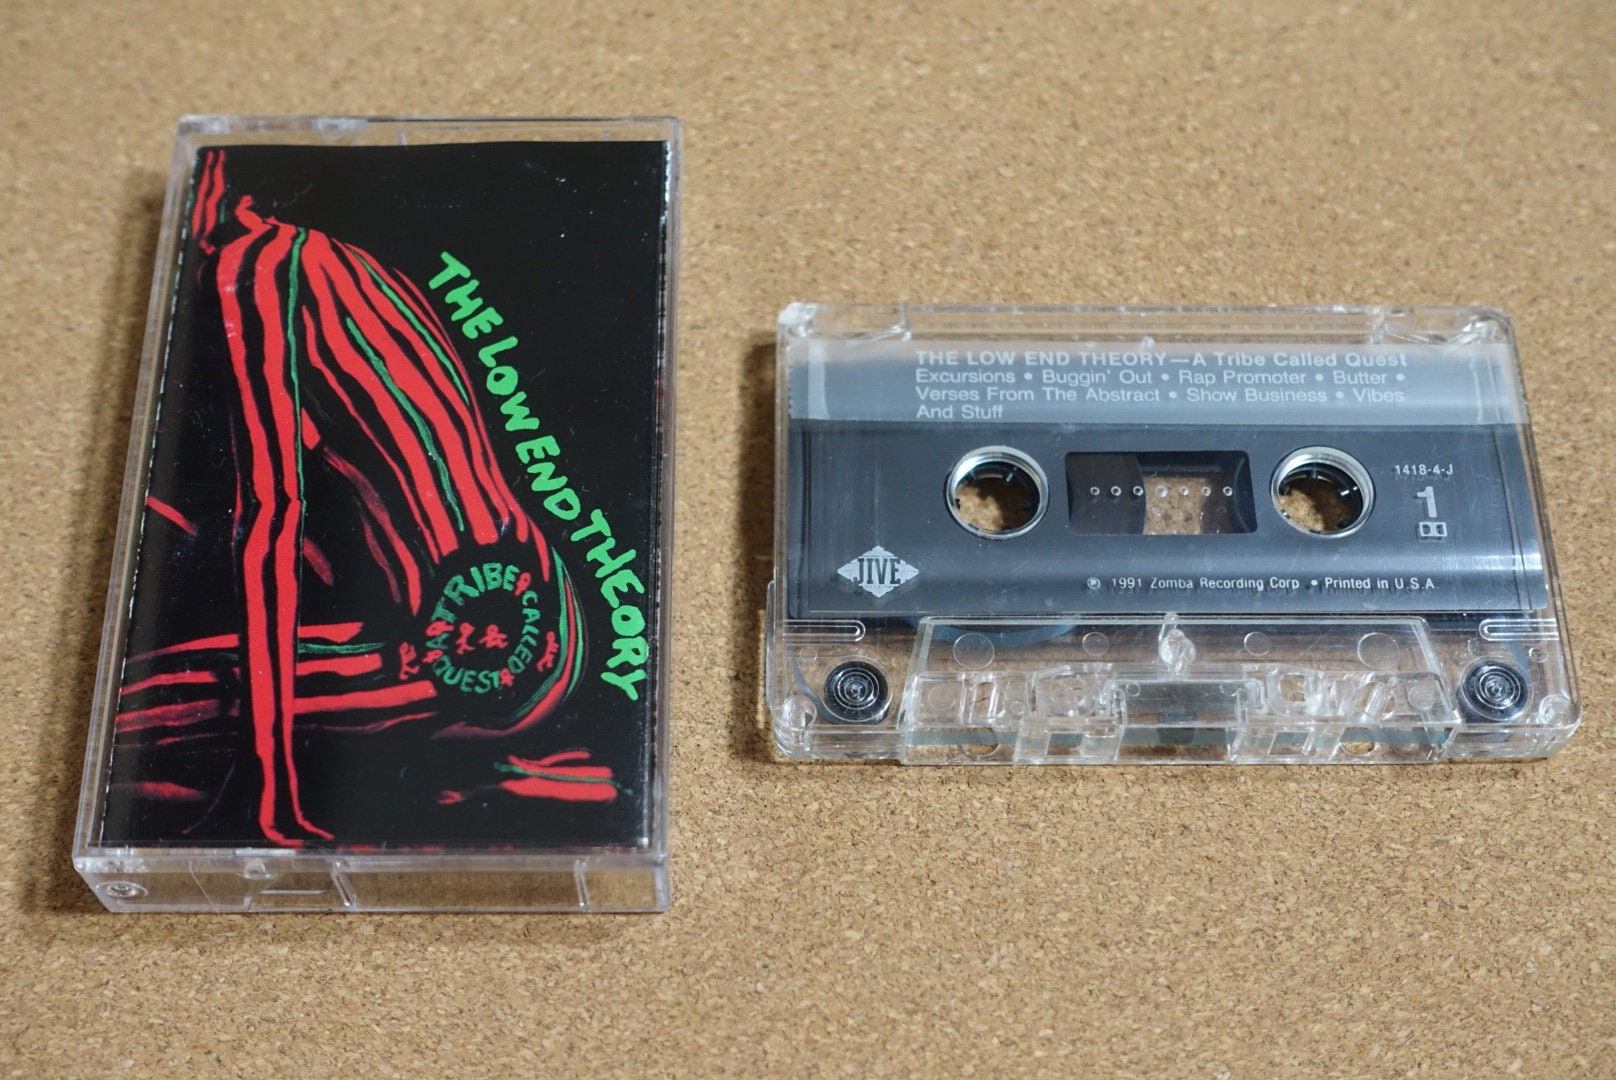 THE LOW END THEORY
A TRIBE CALLED QUEST
THE LOW END THEORY—A Tribe Called Quest
Excursions • Buggin' Out • Rap Promoter • Butter •
Verses From The Abstract • Show Business • Vibes
And Stuff
1418-4-J
1
JIVE
℗ 1991 Zomba Recording Corp • Printed in U.S.A